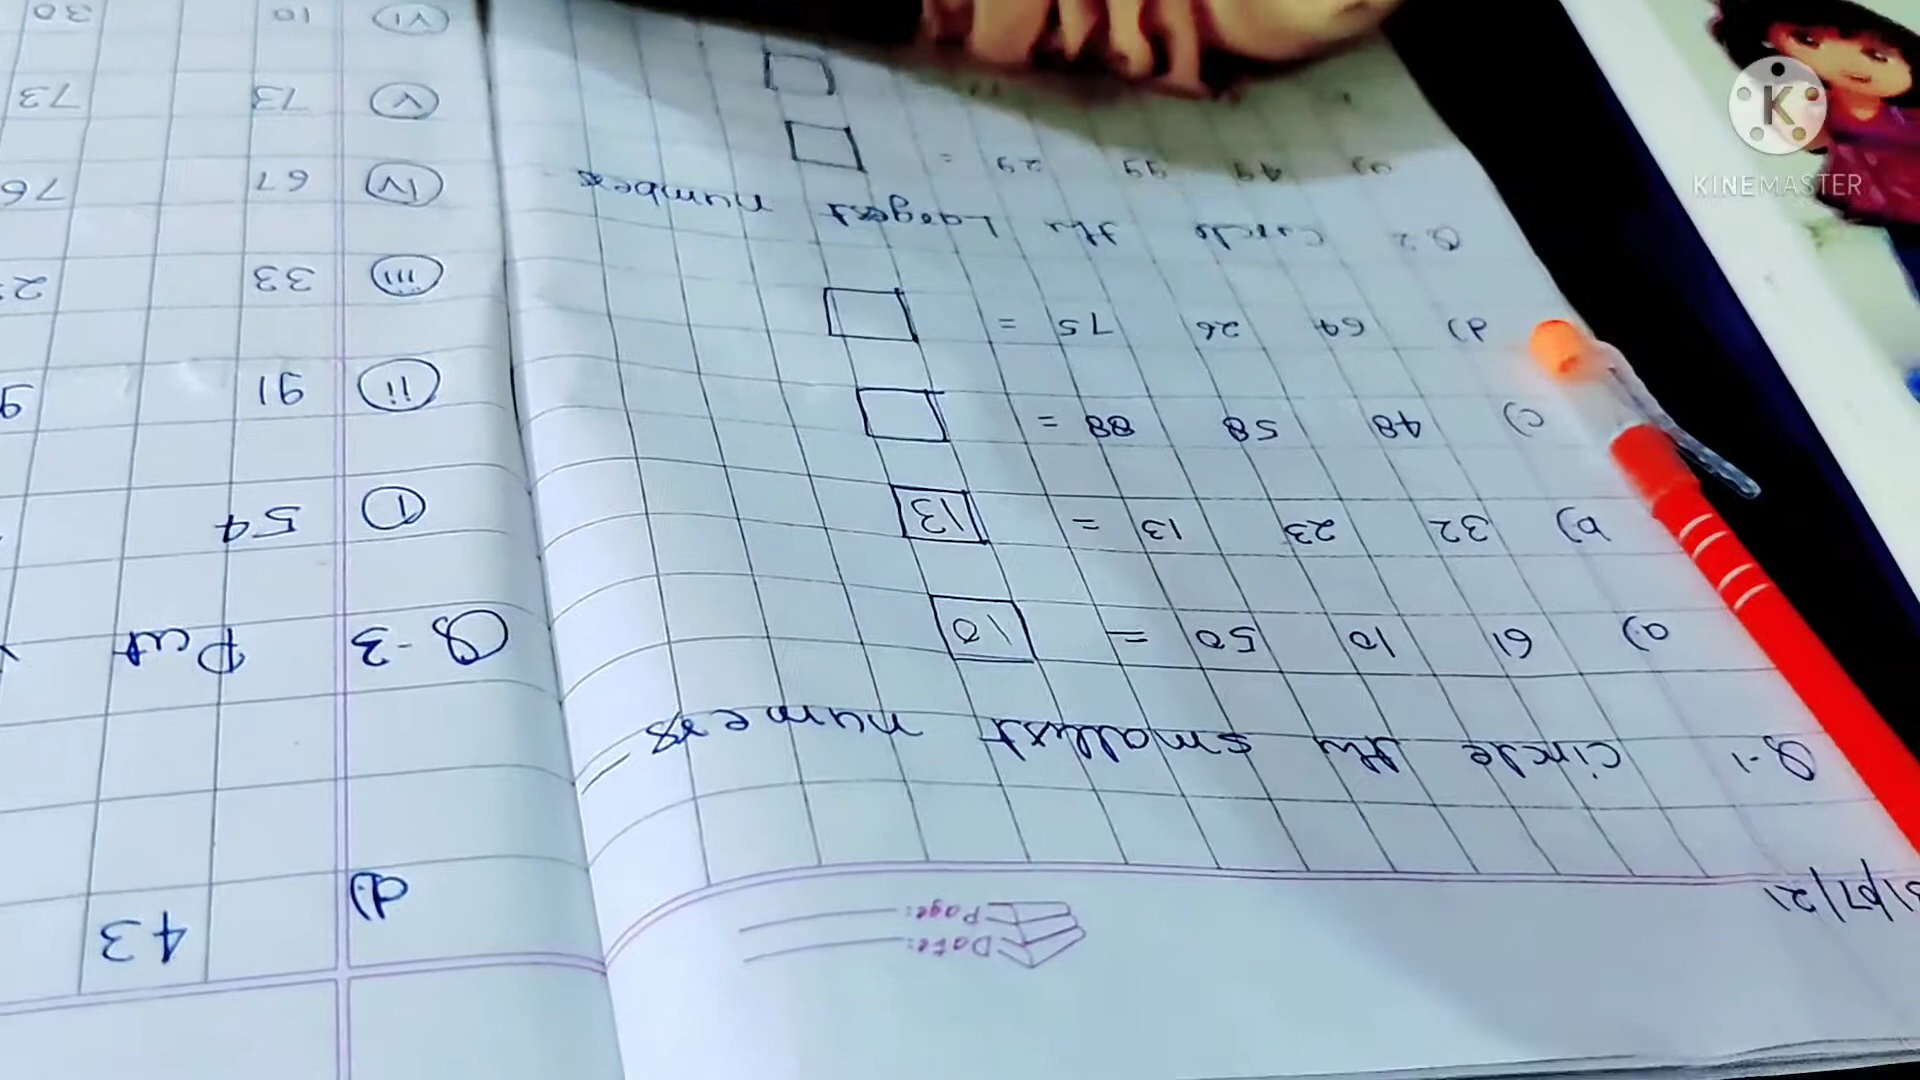 Date:
Page:
Q-1 circle the smallest numers
a) 61 10 50 = 10
b) 32 23 13 = 13
c) 48 58 88 =
d) 64 26 75 =
Q.2 circle the Largest numbers
a) 49 99 29 =
d) 43
Q-3 Put
i 54
ii 91
iii 33
iv 67 76
v 73 73
vi 10 30
KINEMASTER